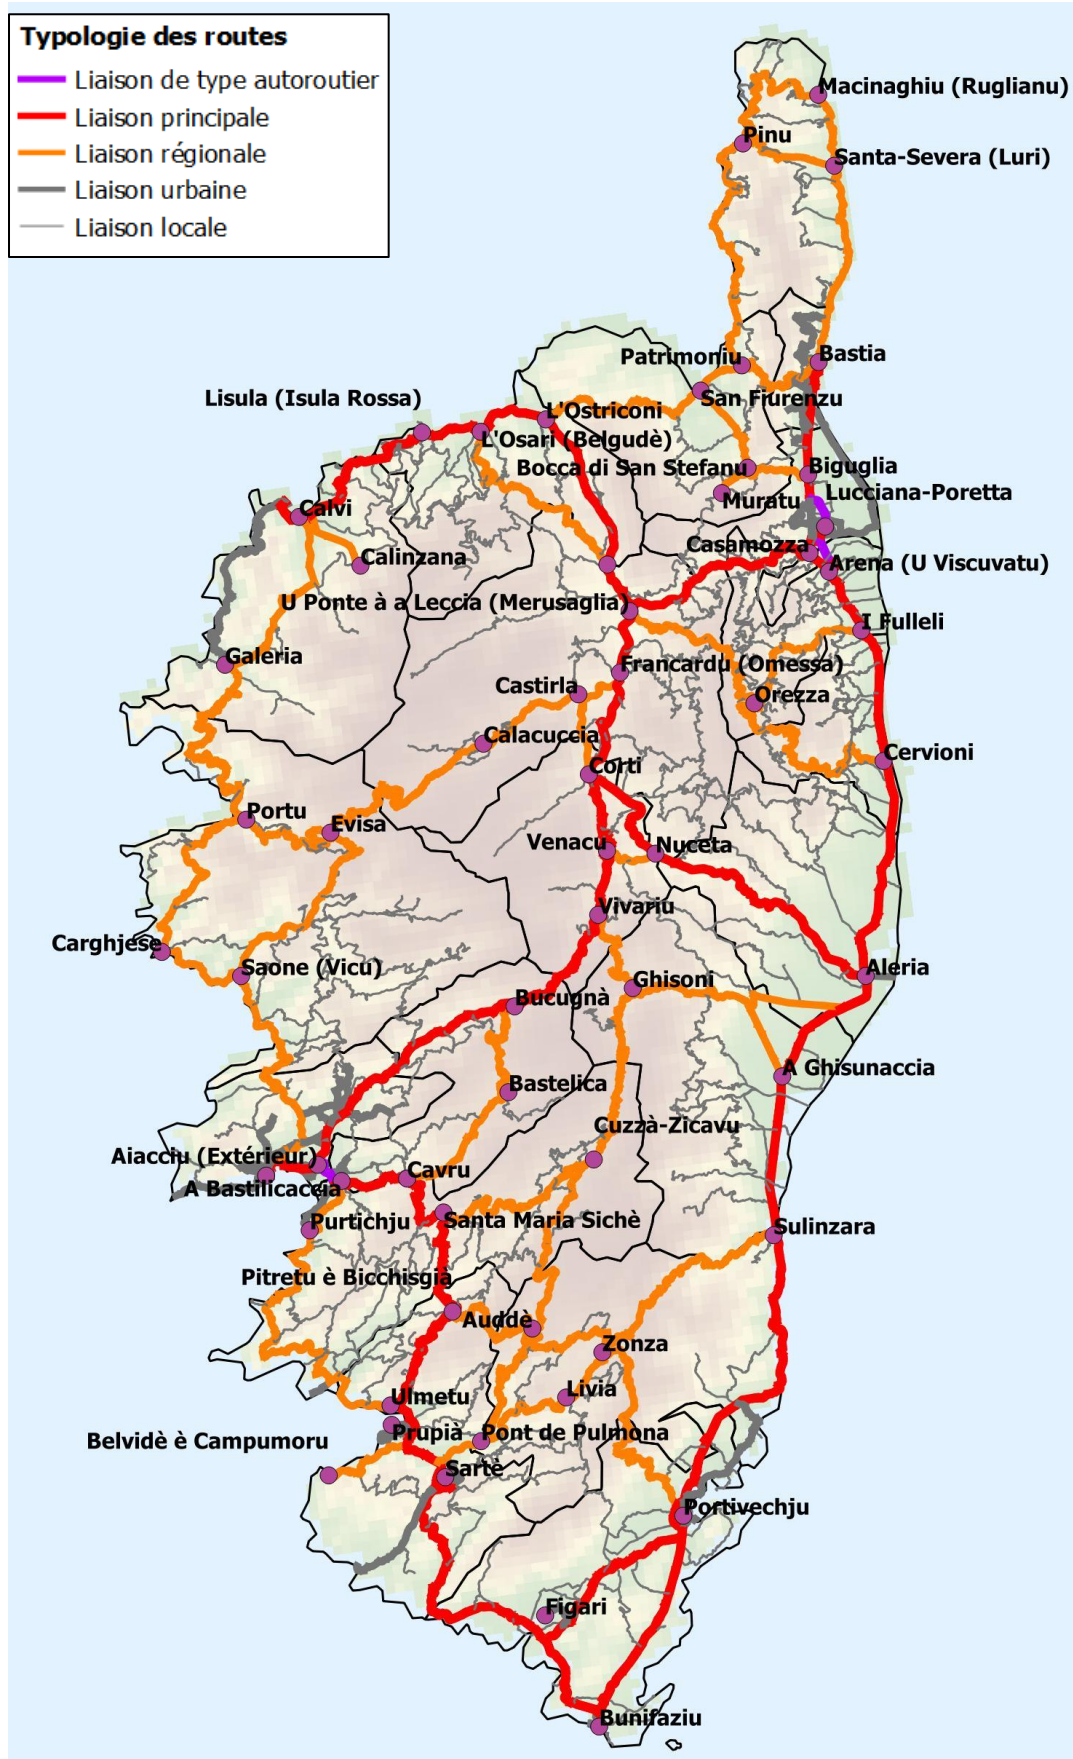 Typologie des routes
Liaison de type autoroutier
Liaison principale
Liaison régionale
Liaison urbaine
Liaison locale
Macinaghiu (Ruglianu)
Pinu
Santa-Severa (Luri)
Patrimoniu
Bastia
Lisula (Isula Rossa)
San Fiurenzu
L'Ostriconi
L'Osari (Belgudè)
Bocca di San Stefanu
Biguglia
Muratu
Lucciana-Poretta
Calvi
Casamozza
Calinzana
Arena (U Viscuvatu)
U Ponte à a Leccia (Merusaglia)
I Fulleli
Galeria
Francardu (Omessa)
Castirla
Orezza
Calacuccia
Cervioni
Corti
Portu
Evisa
Venacu
Nuceta
Vivariu
Carghjese
Saone (Vicu)
Aleria
Ghisoni
Bucugnà
A Ghisunaccia
Bastelica
Cuzzà-Zicavu
Aiacciu (Extérieur)
Cavru
A Bastilicaccia
Purtichju
Santa Maria Sichè
Sulinzara
Pitretu è Bicchisgià
Auddè
Zonza
Livia
Ulmetu
Prupià
Pont de Pulmòna
Belvidè è Campumoru
Sartè
Portivechju
Figari
Bunifaziu